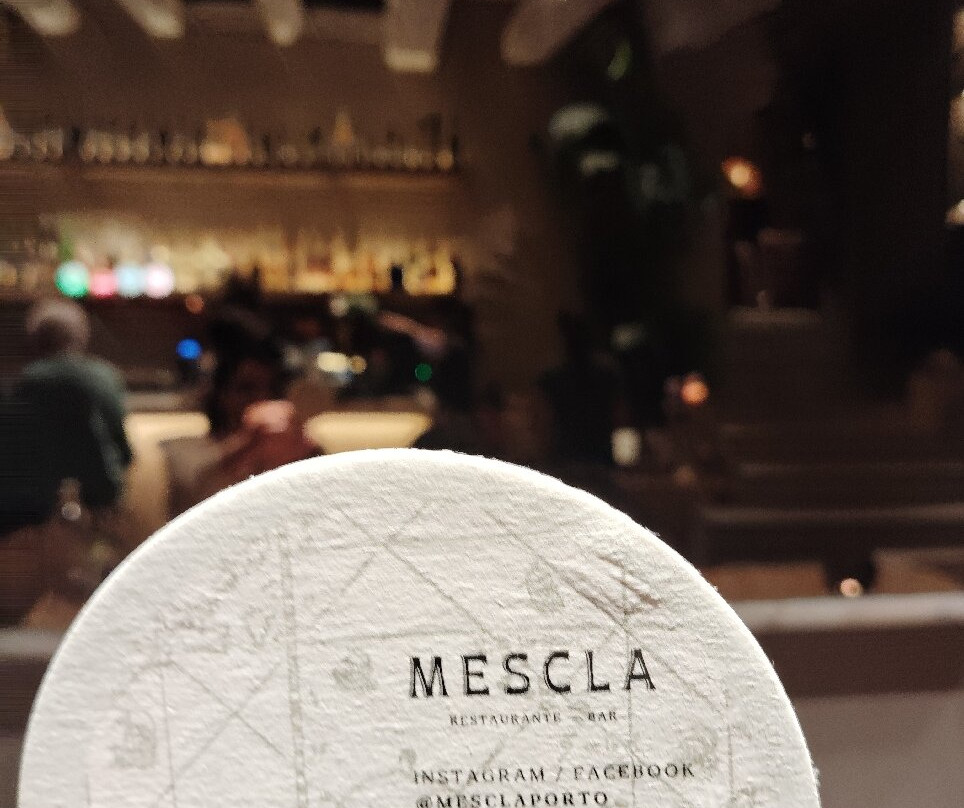 MESCLA
RESTAURANTE - BAR
INSTAGRAM / FACEBOOK
@MESCLAPORTO